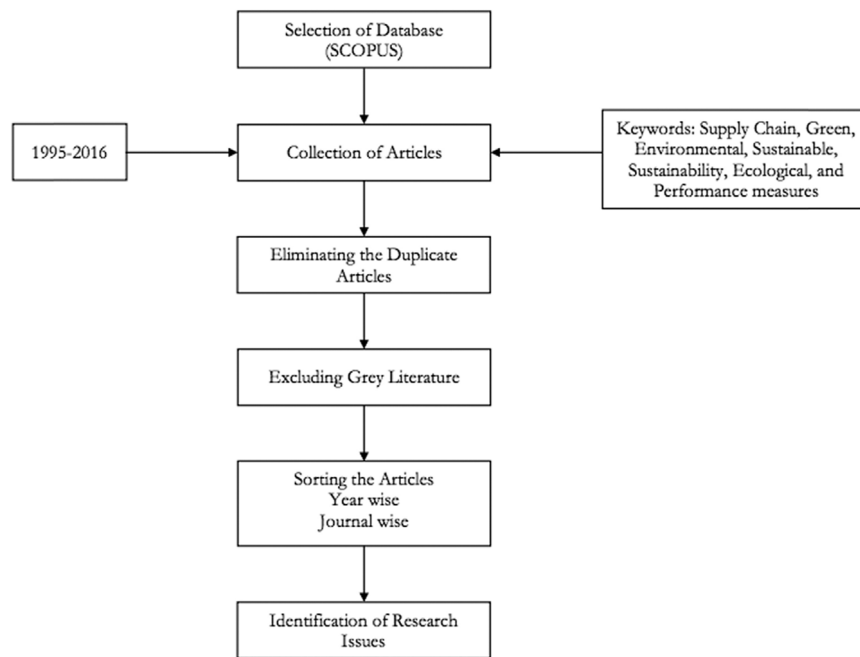 Selection of Database
(SCOPUS)
1995-2016
Collection of Articles
Keywords: Supply Chain, Green,
Environmental, Sustainable,
Sustainability, Ecological, and
Performance measures
Eliminating the Duplicate
Articles
Excluding Grey Literature
Sorting the Articles
Year wise
Journal wise
Identification of Research
Issues